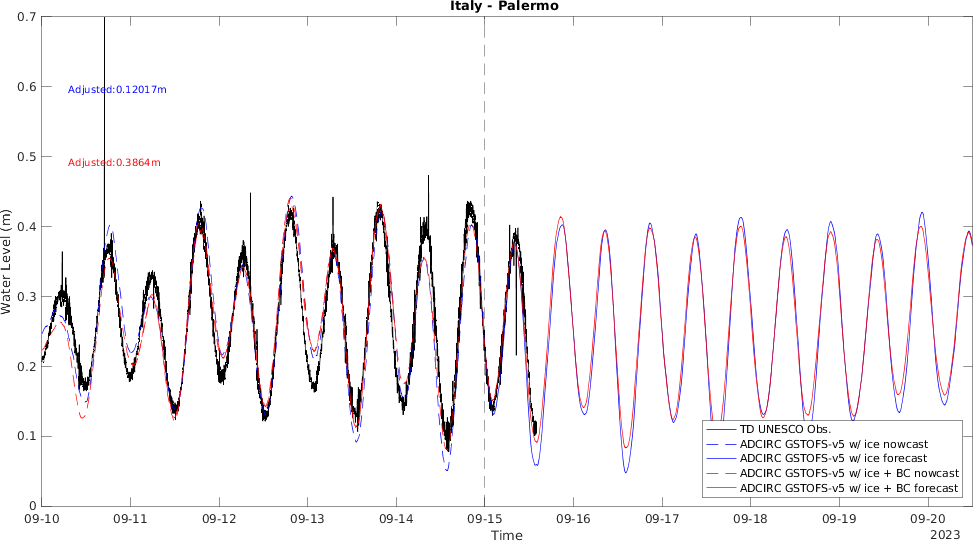 Italy - Palermo
0.7
0.6
0.5
0.4
0.3
0.2
0.1
0
Water Level (m)
Adjusted:0.12017m
Adjusted:0.3864m
TD UNESCO Obs.
ADCIRC GSTOFS-v5 w/ ice nowcast
ADCIRC GSTOFS-v5 w/ ice forecast
ADCIRC GSTOFS-v5 w/ ice + BC nowcast
ADCIRC GSTOFS-v5 w/ ice + BC forecast
09-10 09-11 09-12 09-13 09-14 09-15 09-16 09-17 09-18 09-19 09-20
Time
2023